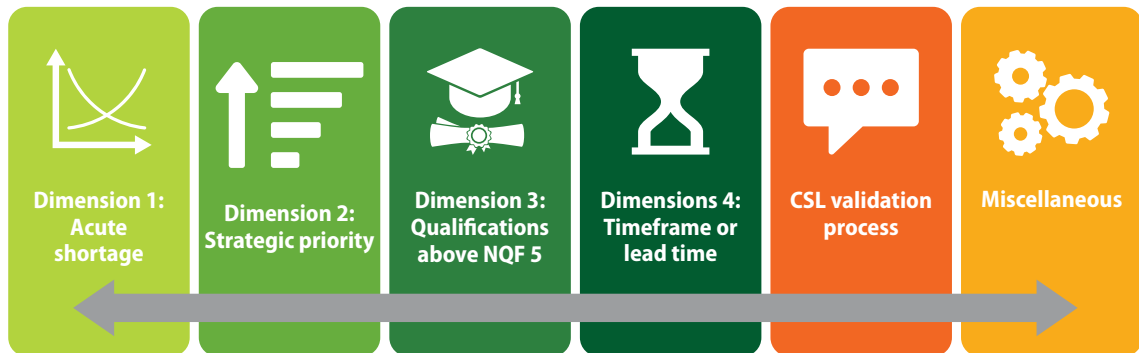 Dimension 1:
Acute
shortage
Dimension 2:
Strategic priority
Dimension 3:
Qualifications
above NQF 5
Dimensions 4:
Timeframe or
lead time
CSL validation
process
Miscellaneous